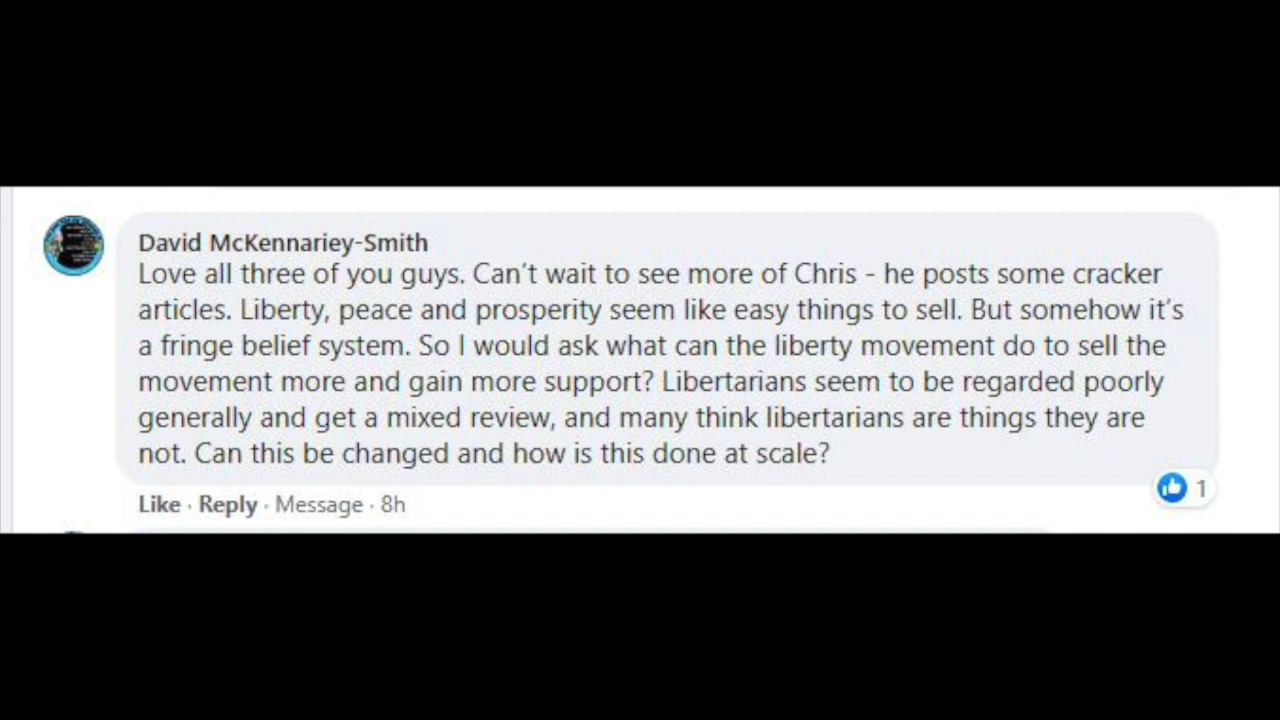 David McKennariey-Smith
Love all three of you guys. Can't wait to see more of Chris - he posts some cracker
articles. Liberty, peace and prosperity seem like easy things to sell. But somehow it's
a fringe belief system. So I would ask what can the liberty movement do to sell the
movement more and gain more support? Libertarians seem to be regarded poorly
generally and get a mixed review, and many think libertarians are things they are
not. Can this be changed and how is this done at scale?
Like · Reply · Message · 8h
1